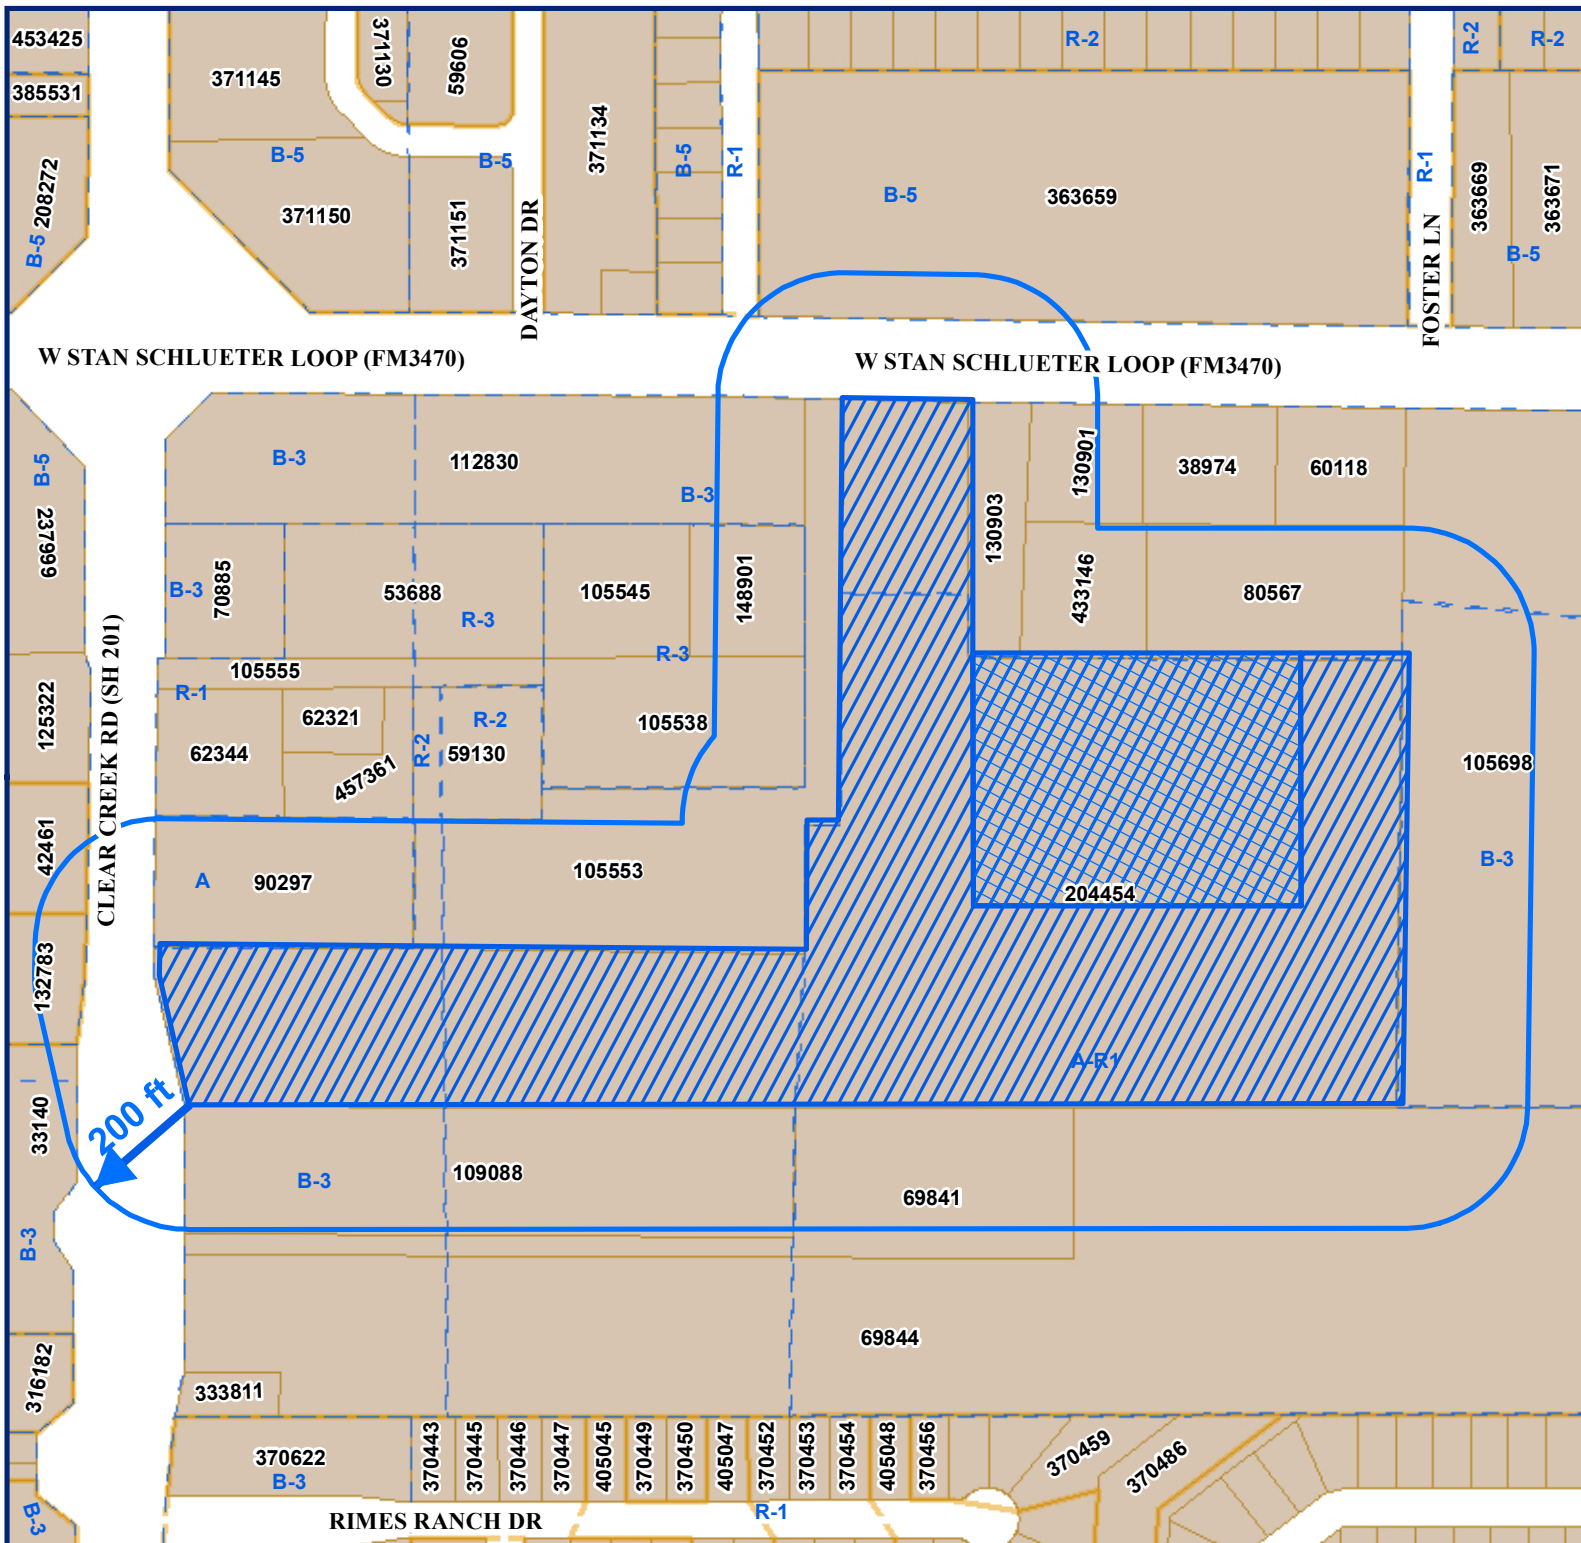 453425
371145
371130
59606
R-2
R-2
R-2
385531
371134
B-5
B-5
B-5
R-1
R-1
208272
B-5
371150
371151
B-5
363659
363669
363671
B-5
DAYTON DR
FOSTER LN
W STAN SCHLUETER LOOP (FM3470)
W STAN SCHLUETER LOOP (FM3470)
B-5
B-3
112830
B-3
130901
38974
60118
237999
130903
B-3
70885
53688
R-3
105545
148901
433146
80567
105555
R-3
R-1
125322
CLEAR CREEK RD (SH 201)
62321
R-2
105538
62344
R-2
59130
457361
105698
42461
A
90297
105553
204454
B-3
132783
A-R1
200 ft
33140
B-3
109088
69841
B-3
69844
316182
333811
370622
B-3
370443
370445
370446
370447
405045
370449
370450
405047
370452
370453
370454
405048
370456
370459
370486
B-3
RIMES RANCH DR
R-1